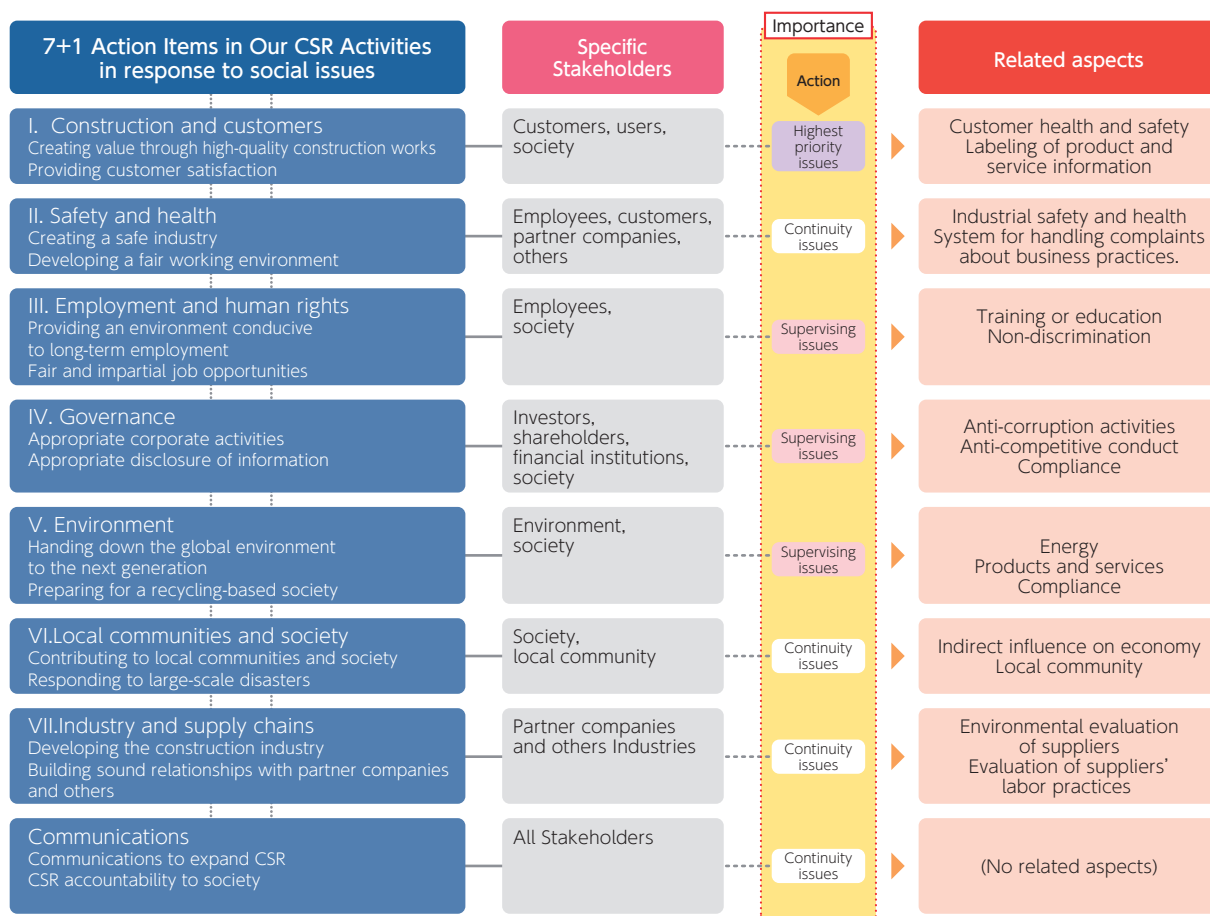 7+1 Action Items in Our CSR Activities
in response to social issues
Specific
Stakeholders
Importance
Action
Related aspects
I. Construction and customers
Creating value through high-quality construction works
Providing customer satisfaction
Customers, users,
society
Highest
priority
issues
Customer health and safety
Labeling of product and
service information
II. Safety and health
Creating a safe industry
Developing a fair working environment
Employees, customers,
partner companies,
others
Continuity
issues
Industrial safety and health
System for handling complaints
about business practices.
III. Employment and human rights
Providing an environment conducive
to long-term employment
Fair and impartial job opportunities
Employees,
society
Supervising
issues
Training or education
Non-discrimination
IV. Governance
Appropriate corporate activities
Appropriate disclosure of information
Investors,
shareholders,
financial institutions,
society
Supervising
issues
Anti-corruption activities
Anti-competitive conduct
Compliance
V. Environment
Handing down the global environment
to the next generation
Preparing for a recycling-based society
Environment,
society
Supervising
issues
Energy
Products and services
Compliance
VI.Local communities and society
Contributing to local communities and society
Responding to large-scale disasters
Society,
local community
Continuity
issues
Indirect influence on economy
Local community
VII.Industry and supply chains
Developing the construction industry
Building sound relationships with partner companies
and others
Partner companies
and others Industries
Continuity
issues
Environmental evaluation
of suppliers
Evaluation of suppliers’
labor practices
Communications
Communications to expand CSR
CSR accountability to society
All Stakeholders
Continuity
issues
(No related aspects)